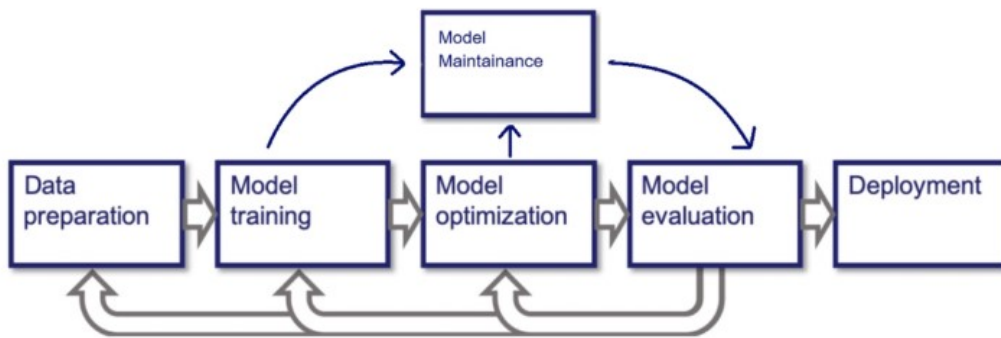 Model
Maintainance
Data
preparation
Model
training
Model
optimization
Model
evaluation
Deployment